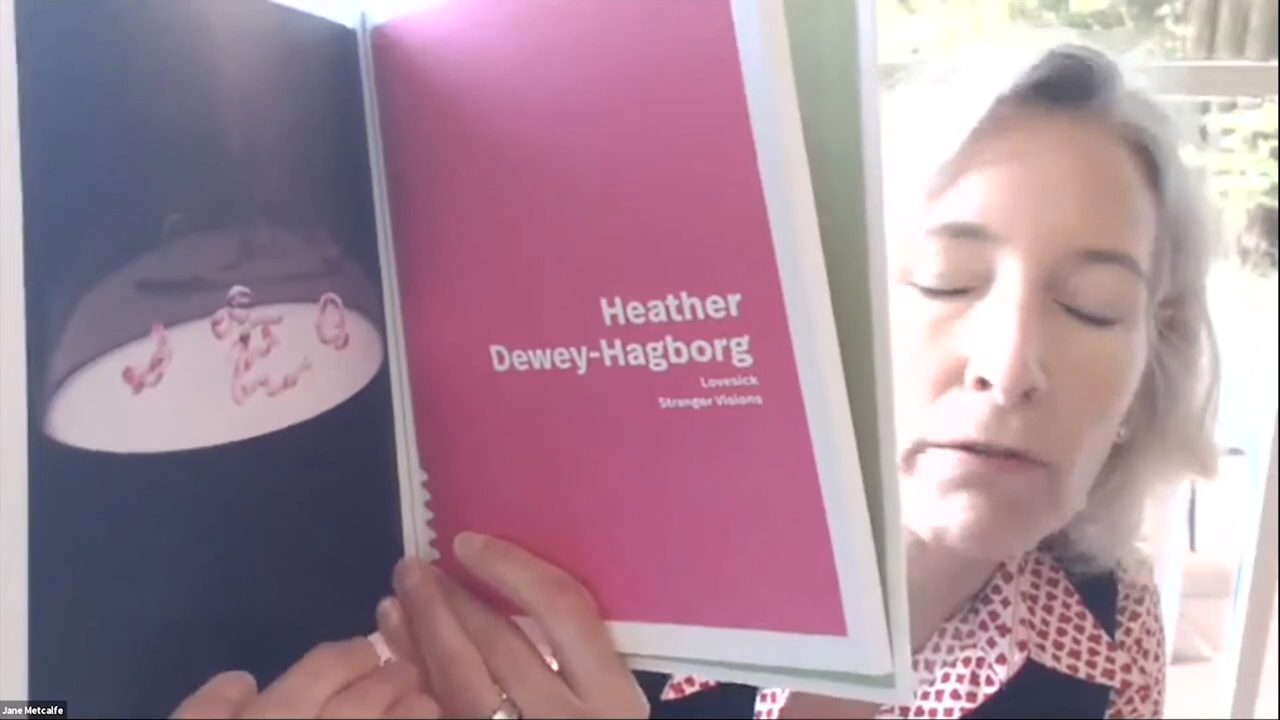 Heather
Dewey-Hagborg
Lovesick
Stranger Visions
Jane Metcalfe